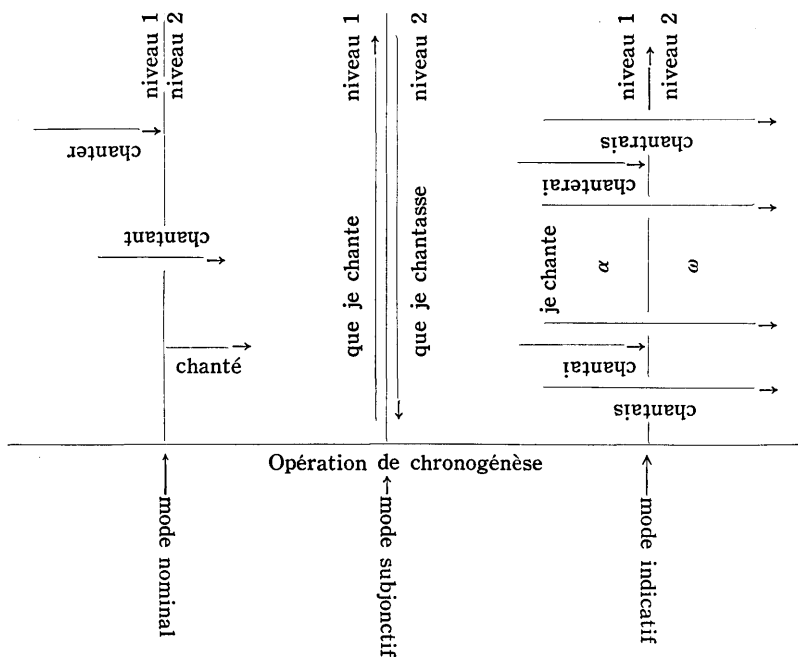 niveau 1
niveau 2
chanter
chantant
chanté
niveau 1
niveau 2
que je chante
que je chantasse
niveau 1
niveau 2
chantrais
chanterai
je chante
α
ω
chantai
chantais
Opération de chronogénèse
mode nominal
mode subjonctif
mode indicatif